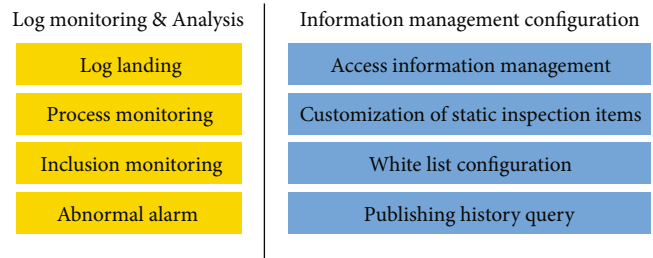 Log monitoring & Analysis
Log landing
Process monitoring
Inclusion monitoring
Abnormal alarm
Information management configuration
Access information management
Customization of static inspection items
White list configuration
Publishing history query